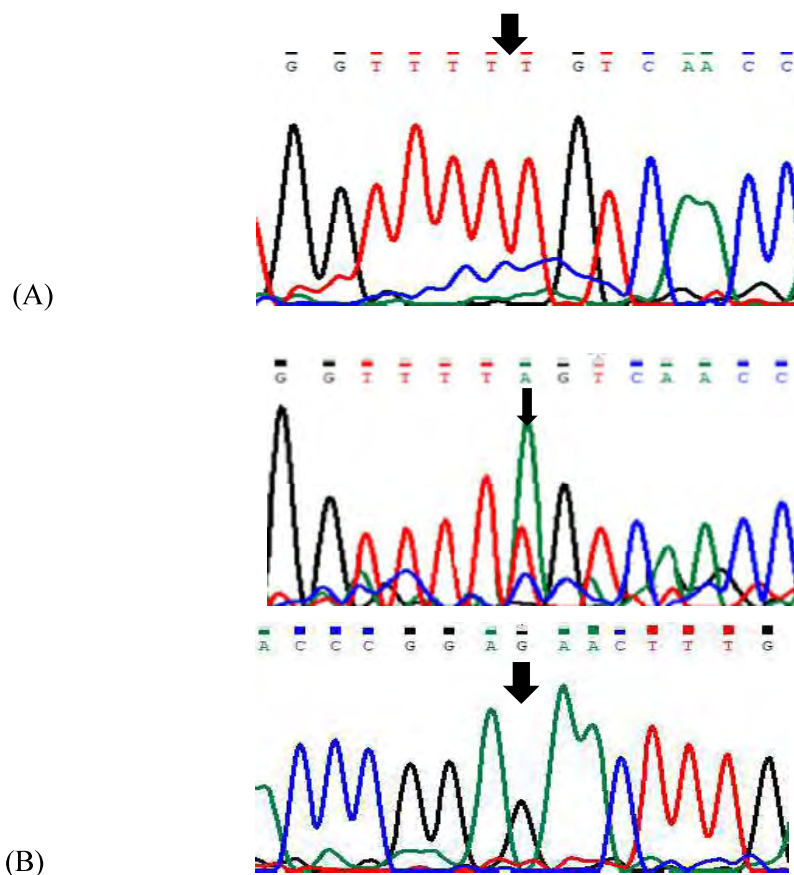 G G T T T T T G T C A A C C
(A)
G G T T T T A G T C A A C C
A C C C G G A G A A C T T T G
(B)